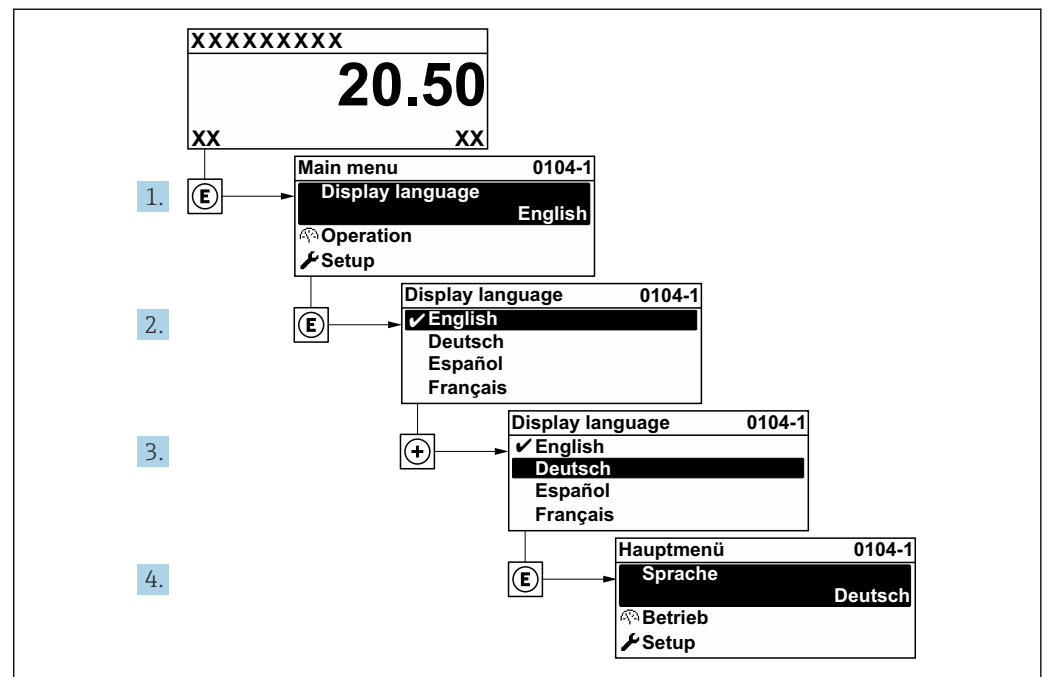 XXXXXXXXX
20.50
XX XX
1. E
Main menu 0104-1
Display language
English
Operation
Setup
2. E
Display language 0104-1
✔English
Deutsch
Español
Français
3. +
Display language 0104-1
✔English
Deutsch
Español
Français
4. E
Hauptmenü 0104-1
Sprache
Deutsch
Betrieb
Setup